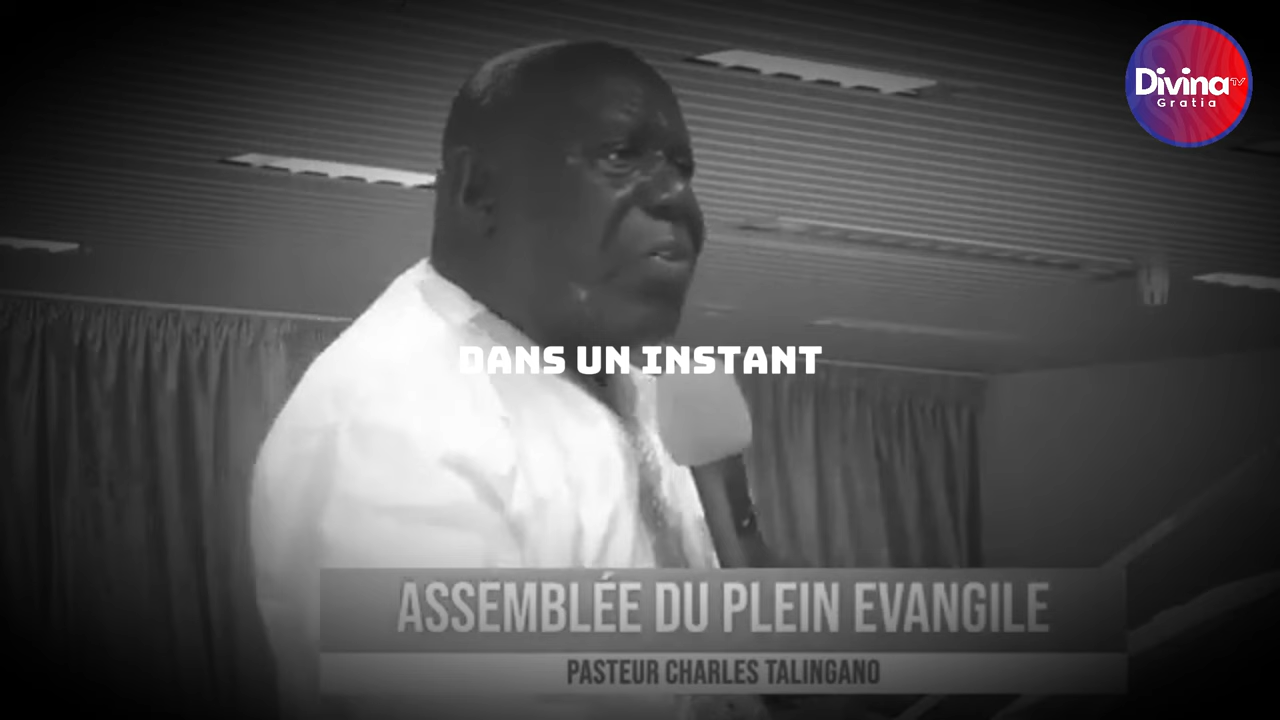 Divina TV
Gratia
DANS UN INSTANT
ASSEMBLÉE DU PLEIN EVANGILE
PASTEUR CHARLES TALINGANO